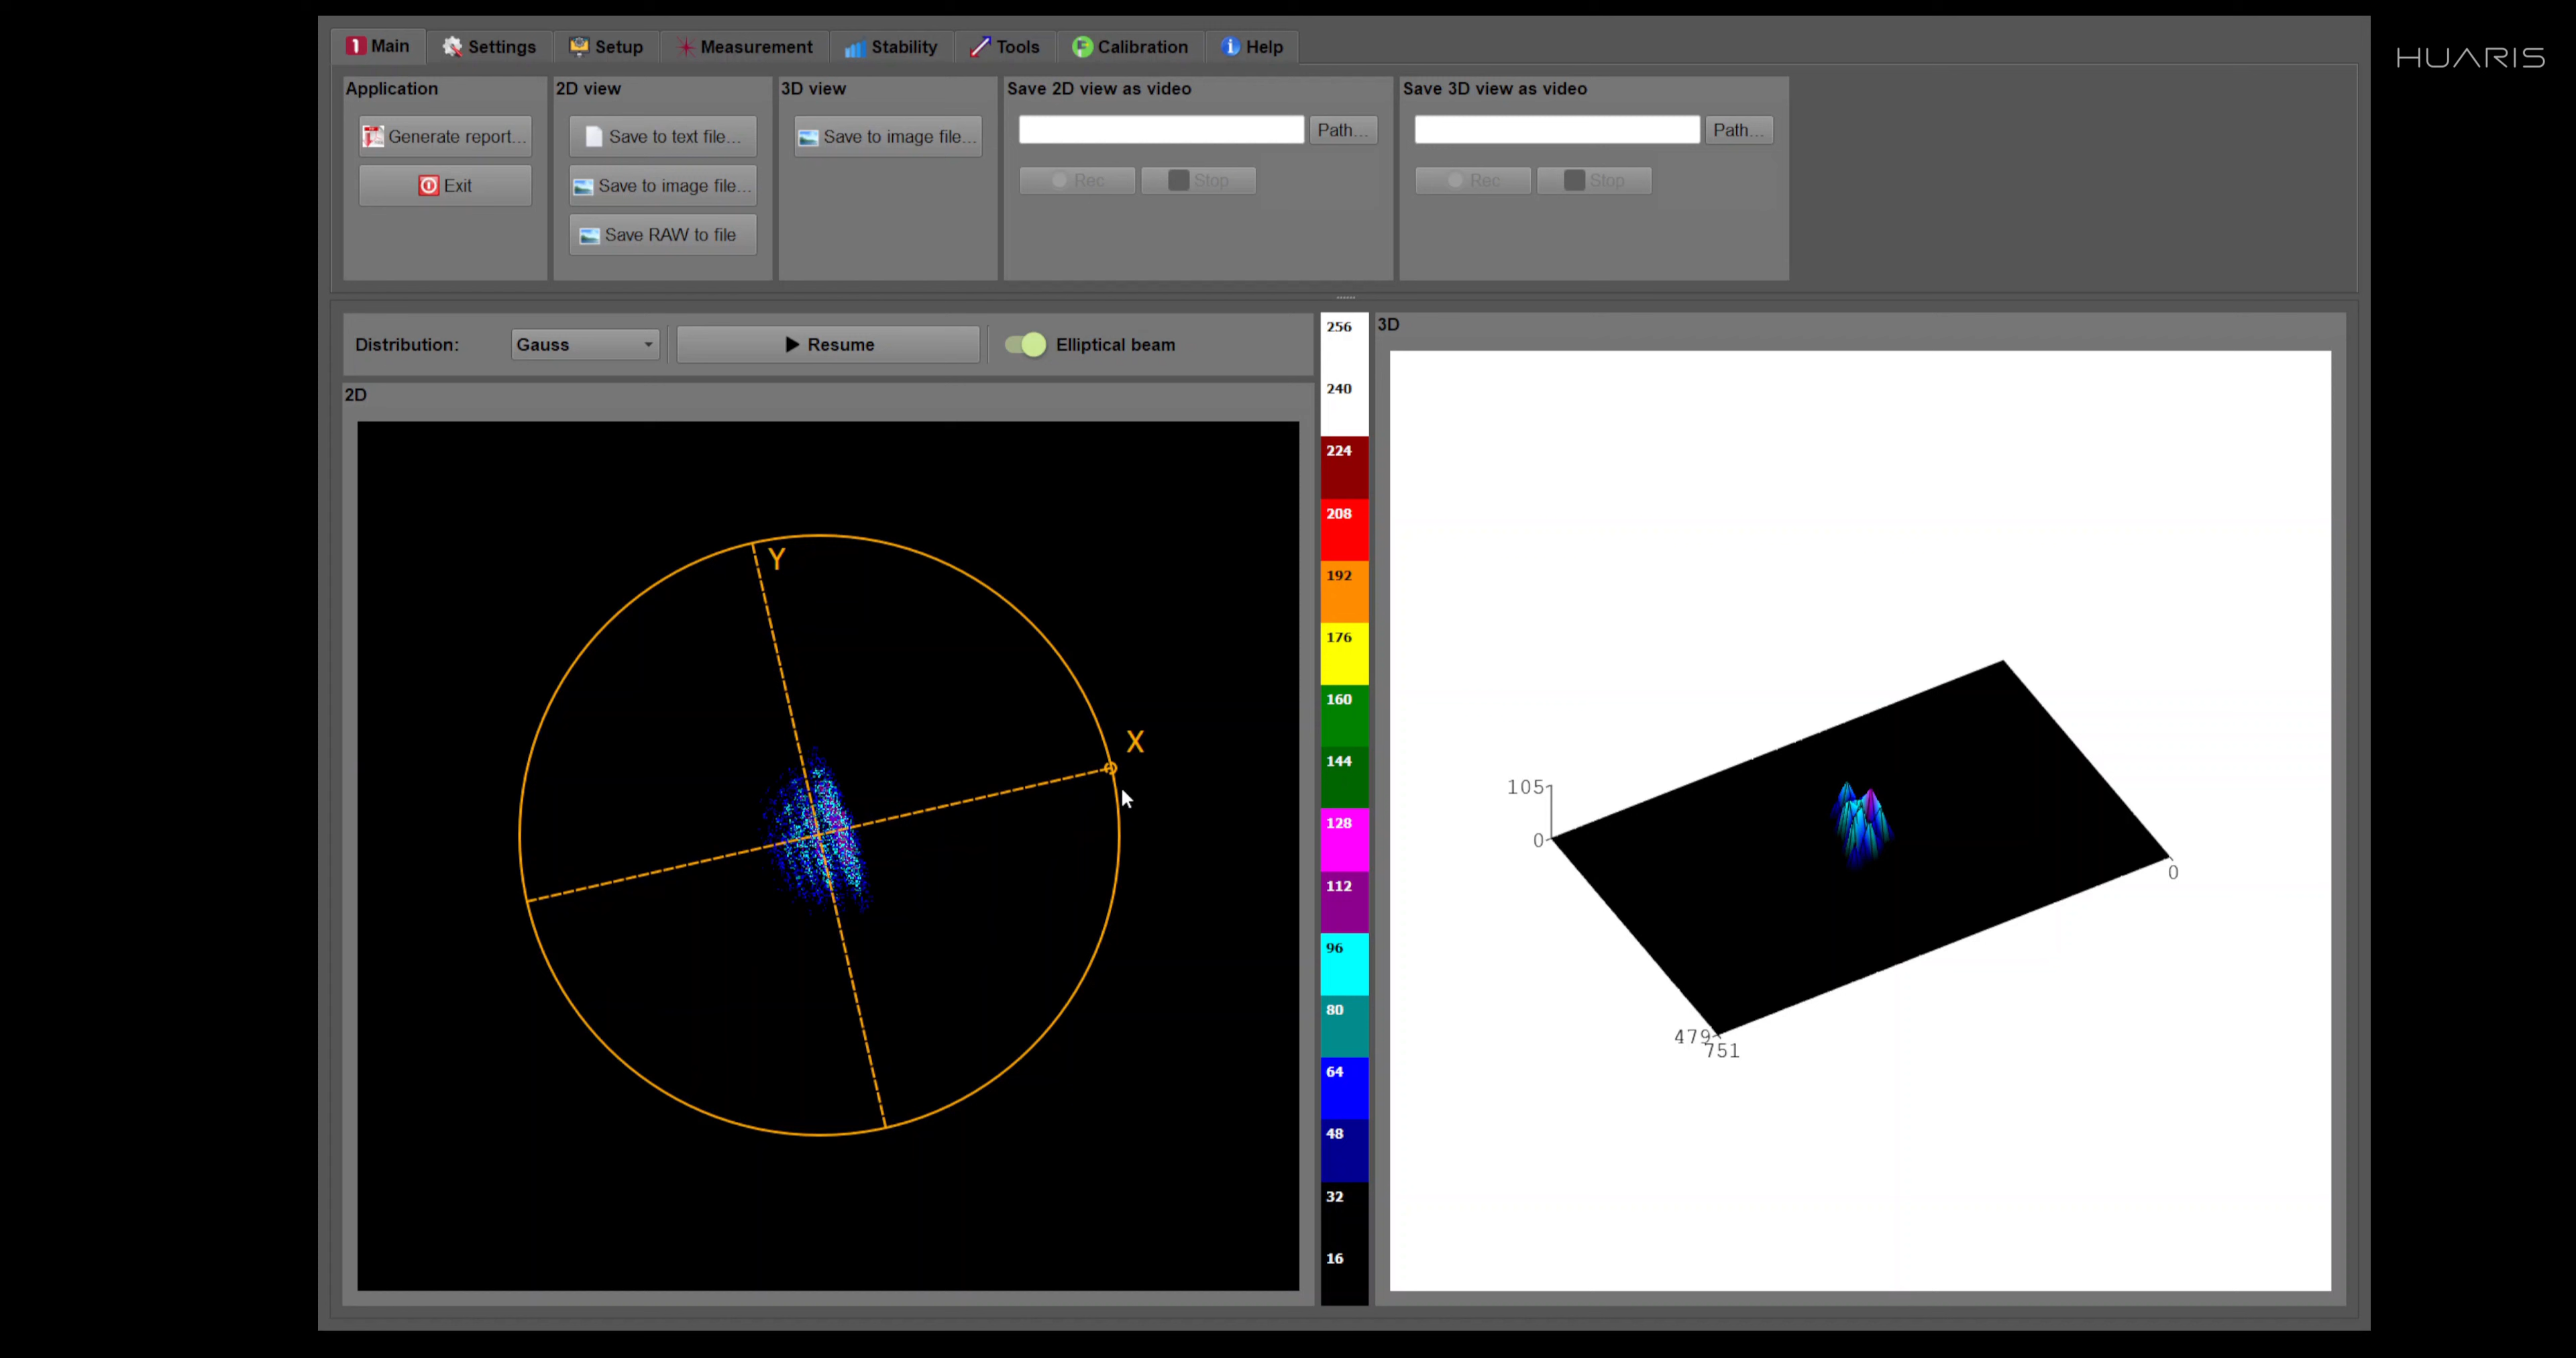 Main Settings Setup Measurement Stability Tools Calibration Help
HUARIS
Application
Generate report...
Exit
2D view
Save to text file...
Save to image file...
Save RAW to file
3D view
Save to image file...
Save 2D view as video
Path...
Rec Stop
Save 3D view as video
Path...
Rec Stop
Distribution: Gauss Resume Elliptical beam
2D
Y
X
256
240
224
208
192
176
160
144
128
112
96
80
64
48
32
16
3D
105
0
0
479
751